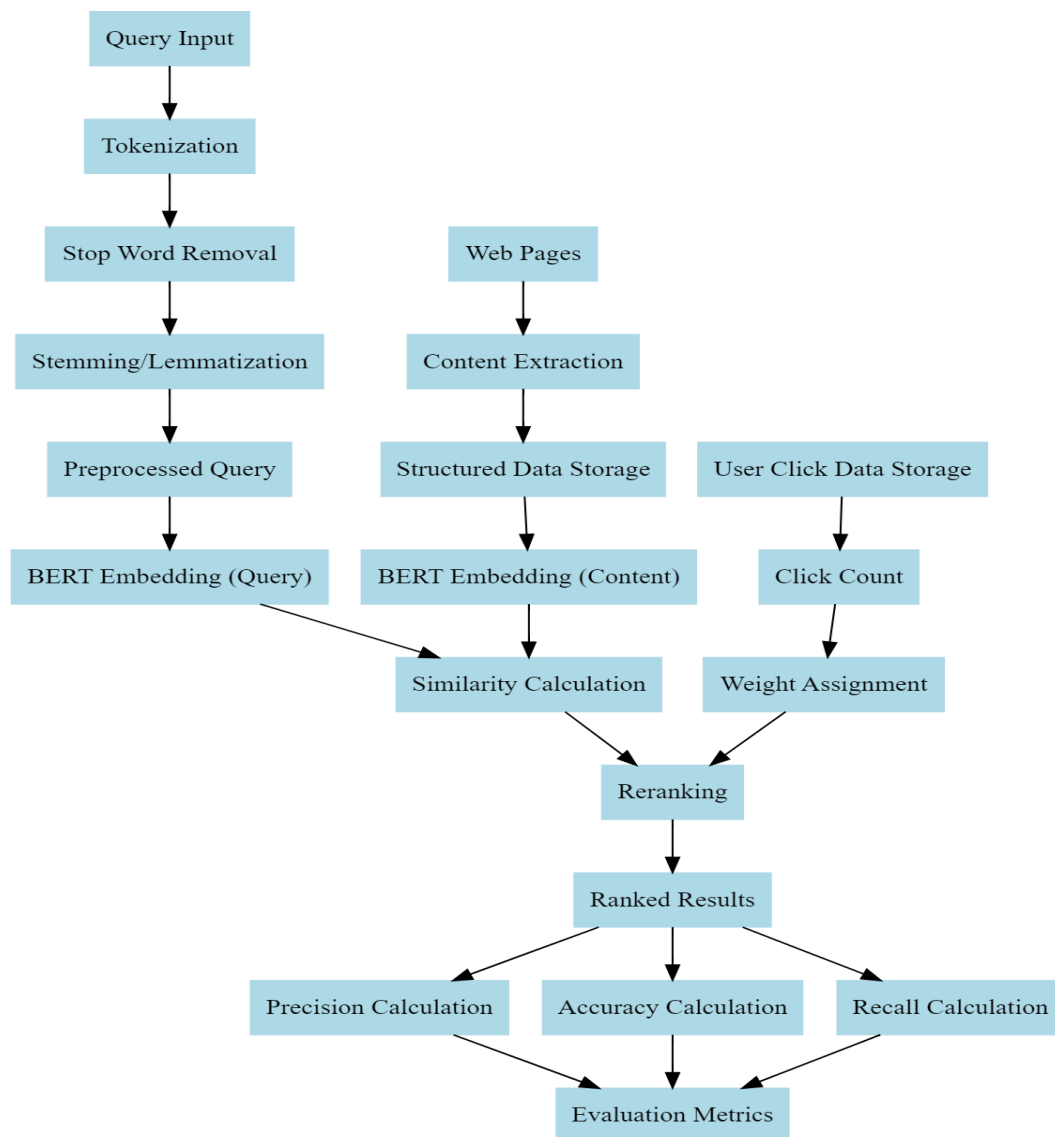 Query Input
Tokenization
Stop Word Removal
Web Pages
Stemming/Lemmatization
Content Extraction
Preprocessed Query
Structured Data Storage
User Click Data Storage
BERT Embedding (Query)
BERT Embedding (Content)
Click Count
Similarity Calculation
Weight Assignment
Reranking
Ranked Results
Precision Calculation
Accuracy Calculation
Recall Calculation
Evaluation Metrics